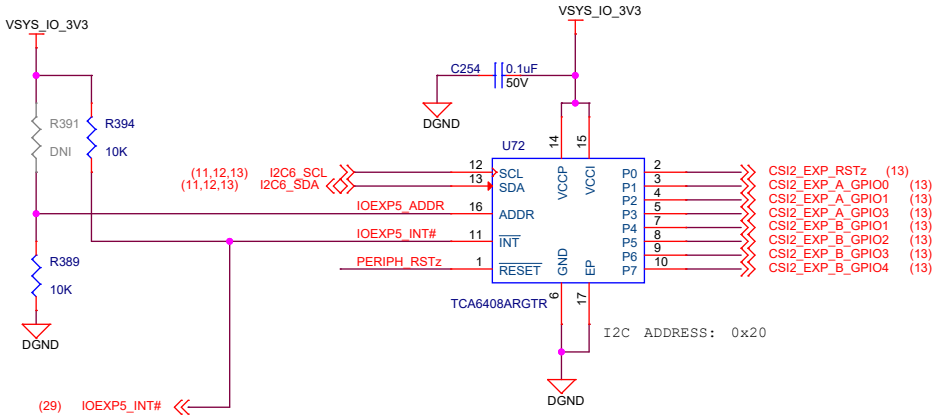 VSYS_IO_3V3
VSYS_IO_3V3
C254
0.1uF
50V
DGND
R391
DNI
R394
10K
U72
14
15
VCCP
VCCI
(11,12,13) I2C6_SCL 12 SCL
(11,12,13) I2C6_SDA 13 SDA
IOEXP5_ADDR 16 ADDR
IOEXP5_INT# 11 INT
PERIPH_RSTz 1 RESET
P0 2 CSI2_EXP_RSTz (13)
P1 3 CSI2_EXP_A_GPIO0 (13)
P2 4 CSI2_EXP_A_GPIO1 (13)
P3 5 CSI2_EXP_A_GPIO3 (13)
P4 7 CSI2_EXP_B_GPIO1 (13)
P5 8 CSI2_EXP_B_GPIO2 (13)
P6 9 CSI2_EXP_B_GPIO3 (13)
P7 10 CSI2_EXP_B_GPIO4 (13)
GND
EP
6
17
R389
10K
DGND
TCA6408ARGTR
I2C ADDRESS: 0x20
DGND
(29) IOEXP5_INT#